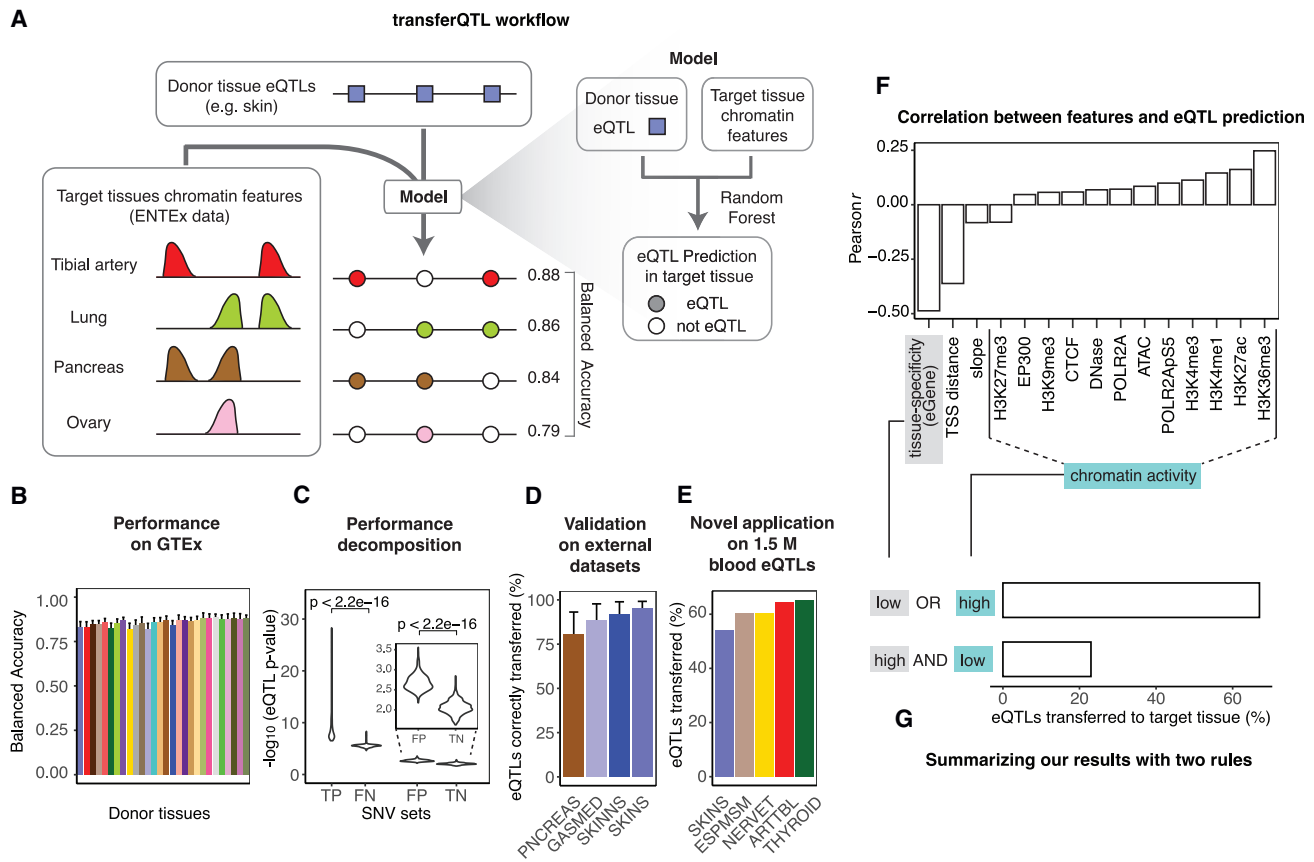 A
transferQTL workflow
Donor tissue eQTLs
(e.g. skin)
Target tissues chromatin features
(ENTEx data)
Tibial artery
Lung
Pancreas
Ovary
Model
0.88
0.86
0.84
0.79
Balanced Accuracy
Model
Donor tissue
eQTL
Target tissue
chromatin
features
Random
Forest
eQTL Prediction
in target tissue
eQTL
not eQTL
B
Performance
on GTEx
Balanced Accuracy
1.00
0.75
0.50
0.25
0.00
Donor tissues
C
Performance
decomposition
-log10 (eQTL p-value)
30
20
10
0
p < 2.2e−16
p < 2.2e−16
3.5
3.0
2.5
2.0
FP
TN
TP
FN
FP
TN
SNV sets
D
Validation
on external
datasets
eQTLs correctly transferred (%)
100
75
50
25
0
PNCREAS
GASMED
SKINNS
SKINS
E
Novel application
on 1.5 M
blood eQTLs
eQTLs transferred (%)
60
40
20
0
SKINS
ESPMSM
NERVET
ARTTBL
THYROID
F
Correlation between features and eQTL prediction
Pearson r
0.25
0.00
−0.25
−0.50
tissue-specificity
(eGene)
TSS distance
slope
H3K27me3
EP300
H3K9me3
CTCF
DNase
POLR2A
ATAC
POLR2ApS5
H3K4me3
H3K4me1
H3K27ac
H3K36me3
chromatin activity
low OR high
high AND low
0
20
40
60
eQTLs transferred to target tissue (%)
G
Summarizing our results with two rules